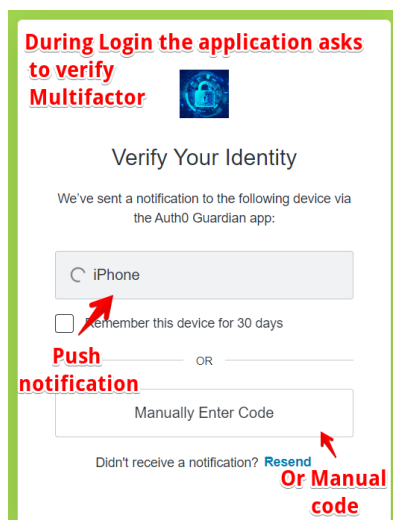 During Login the application asks
to verify
Multifactor
Verify Your Identity
We've sent a notification to the following device via
the Auth0 Guardian app:
iPhone
Remember this device for 30 days
Push
notification
OR
Manually Enter Code
Didn't receive a notification? Resend
Or Manual
code